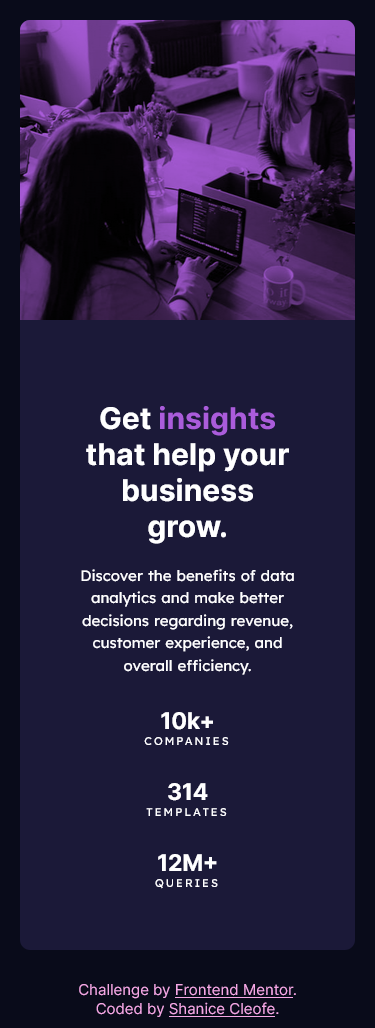 Get insights
that help your
business
grow.
Discover the benefits of data
analytics and make better
decisions regarding revenue,
customer experience, and
overall efficiency.
10k+
COMPANIES
314
TEMPLATES
12M+
QUERIES
Challenge by Frontend Mentor.
Coded by Shanice Cleofe.